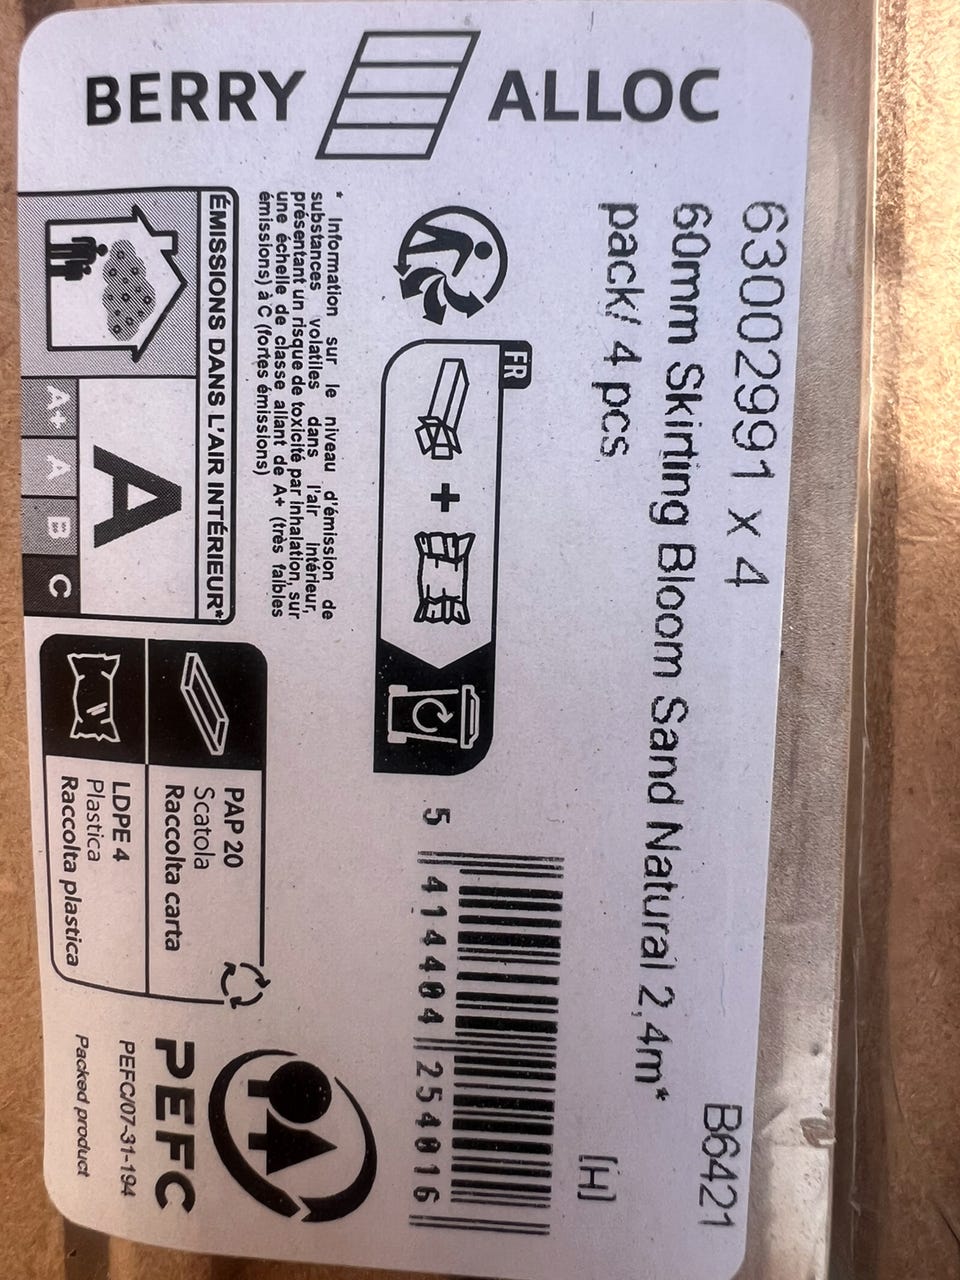 BERRY ALLOC
63002991 x 4
B6421
60mm Skirting Bloom Sand Natural 2,4m*
pack/ 4 pcs
[H]
FR
+
5 414404 254016
* Information sur le niveau d'émission de
substances volatiles dans l'air intérieur,
présentant un risque de toxicité par inhalation, sur
une échelle de classe allant de A+ (très faibles
émissions) à C (fortes émissions)
ÉMISSIONS DANS L'AIR INTÉRIEUR*
A
A+ A B C
PAP 20
Scatola
Raccolta carta
LDPE 4
Plastica
Raccolta plastica
PEFC
PEFC/07-31-194
Packed product